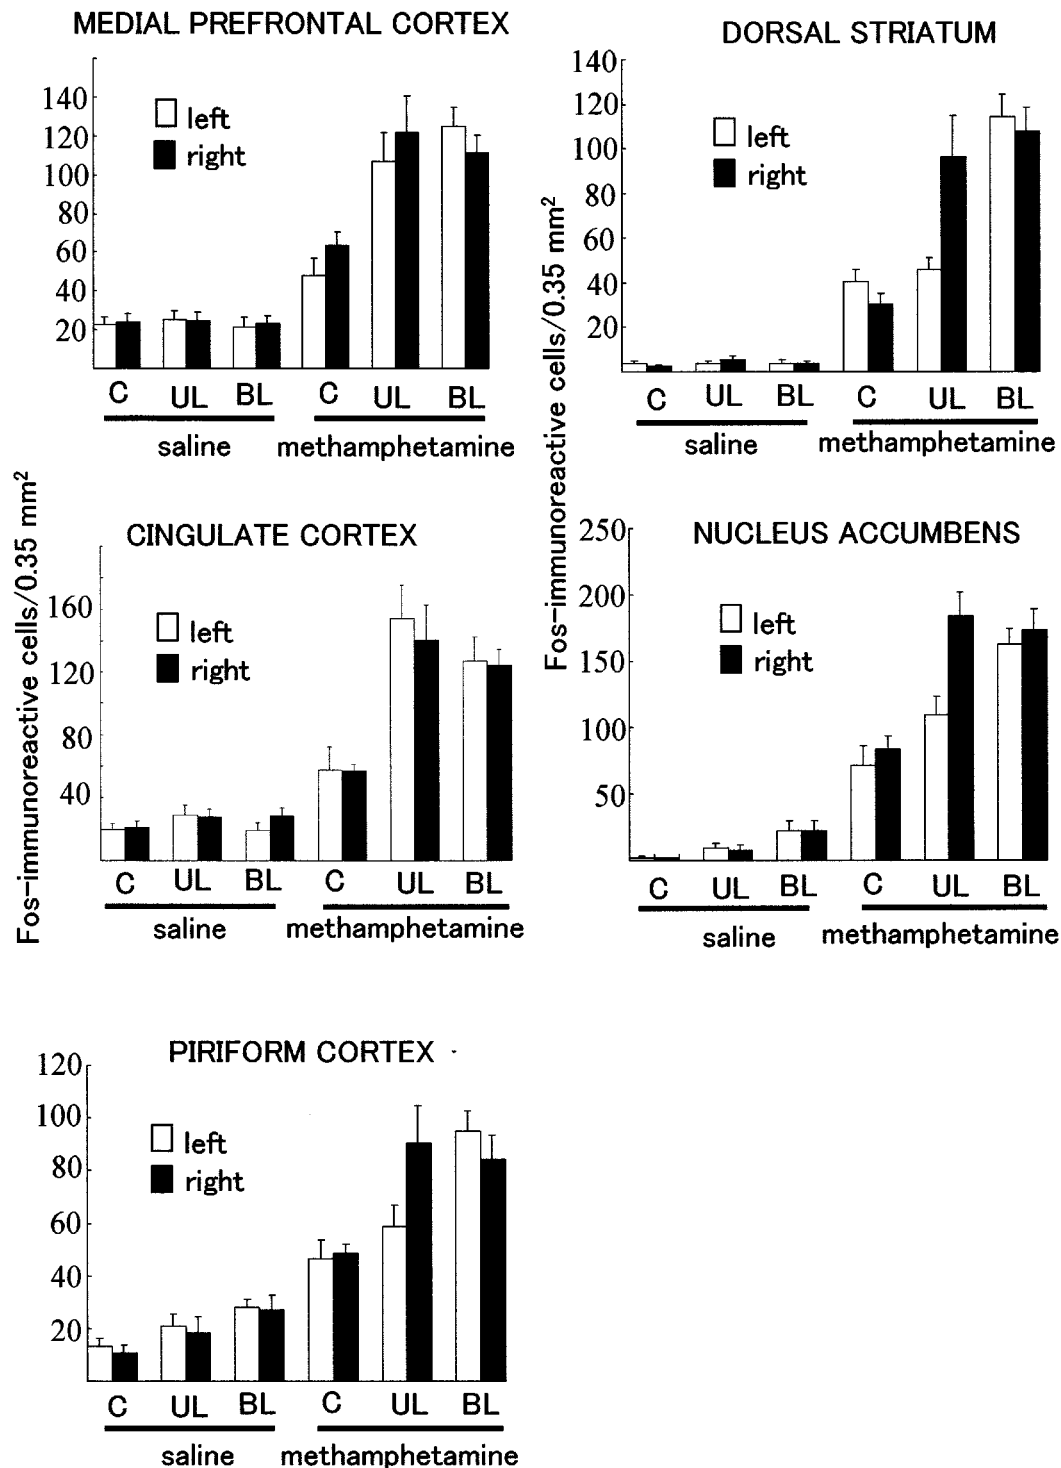 MEDIAL PREFRONTAL CORTEX
140
120
100
80
60
40
20
left
right
C UL BL C UL BL
saline methamphetamine
DORSAL STRIATUM
140
120
100
80
60
40
20
left
right
C UL BL C UL BL
saline methamphetamine
Fos-immunoreactive cells/0.35 mm²
Fos-immunoreactive cells/0.35 mm²
CINGULATE CORTEX
160
120
80
40
left
right
C UL BL C UL BL
saline methamphetamine
NUCLEUS ACCUMBENS
250
200
150
100
50
left
right
C UL BL C UL BL
saline methamphetamine
PIRIFORM CORTEX
120
100
80
60
40
20
left
right
C UL BL C UL BL
saline methamphetamine